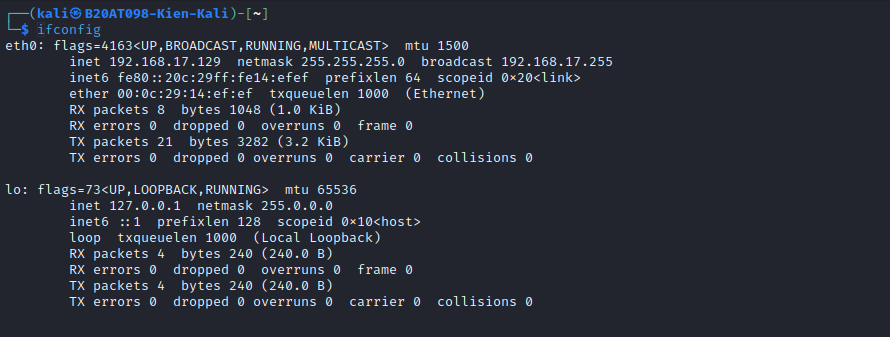 ┌──(kali㉿B20AT098-Kien-Kali)-[~]
└─$ ifconfig
eth0: flags=4163<UP,BROADCAST,RUNNING,MULTICAST>  mtu 1500
        inet 192.168.17.129  netmask 255.255.255.0  broadcast 192.168.17.255
        inet6 fe80::20c:29ff:fe14:efef  prefixlen 64  scopeid 0x20<link>
        ether 00:0c:29:14:ef:ef  txqueuelen 1000  (Ethernet)
        RX packets 8  bytes 1048 (1.0 KiB)
        RX errors 0  dropped 0  overruns 0  frame 0
        TX packets 21  bytes 3282 (3.2 KiB)
        TX errors 0  dropped 0 overruns 0  carrier 0  collisions 0

lo: flags=73<UP,LOOPBACK,RUNNING>  mtu 65536
        inet 127.0.0.1  netmask 255.0.0.0
        inet6 ::1  prefixlen 128  scopeid 0x10<host>
        loop  txqueuelen 1000  (Local Loopback)
        RX packets 4  bytes 240 (240.0 B)
        RX errors 0  dropped 0  overruns 0  frame 0
        TX packets 4  bytes 240 (240.0 B)
        TX errors 0  dropped 0 overruns 0  carrier 0  collisions 0